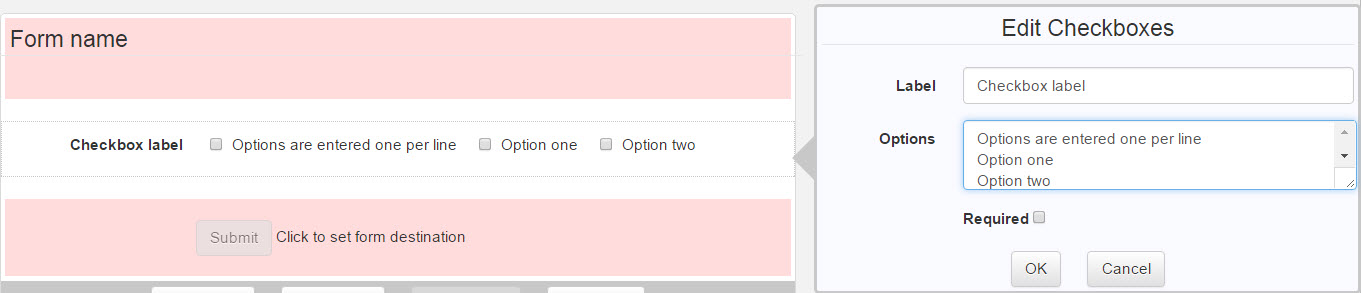 Form name
Checkbox label Options are entered one per line Option one Option two
Submit Click to set form destination
Edit Checkboxes
Label Checkbox label
Options Options are entered one per line
Option one
Option two
Required
OK Cancel